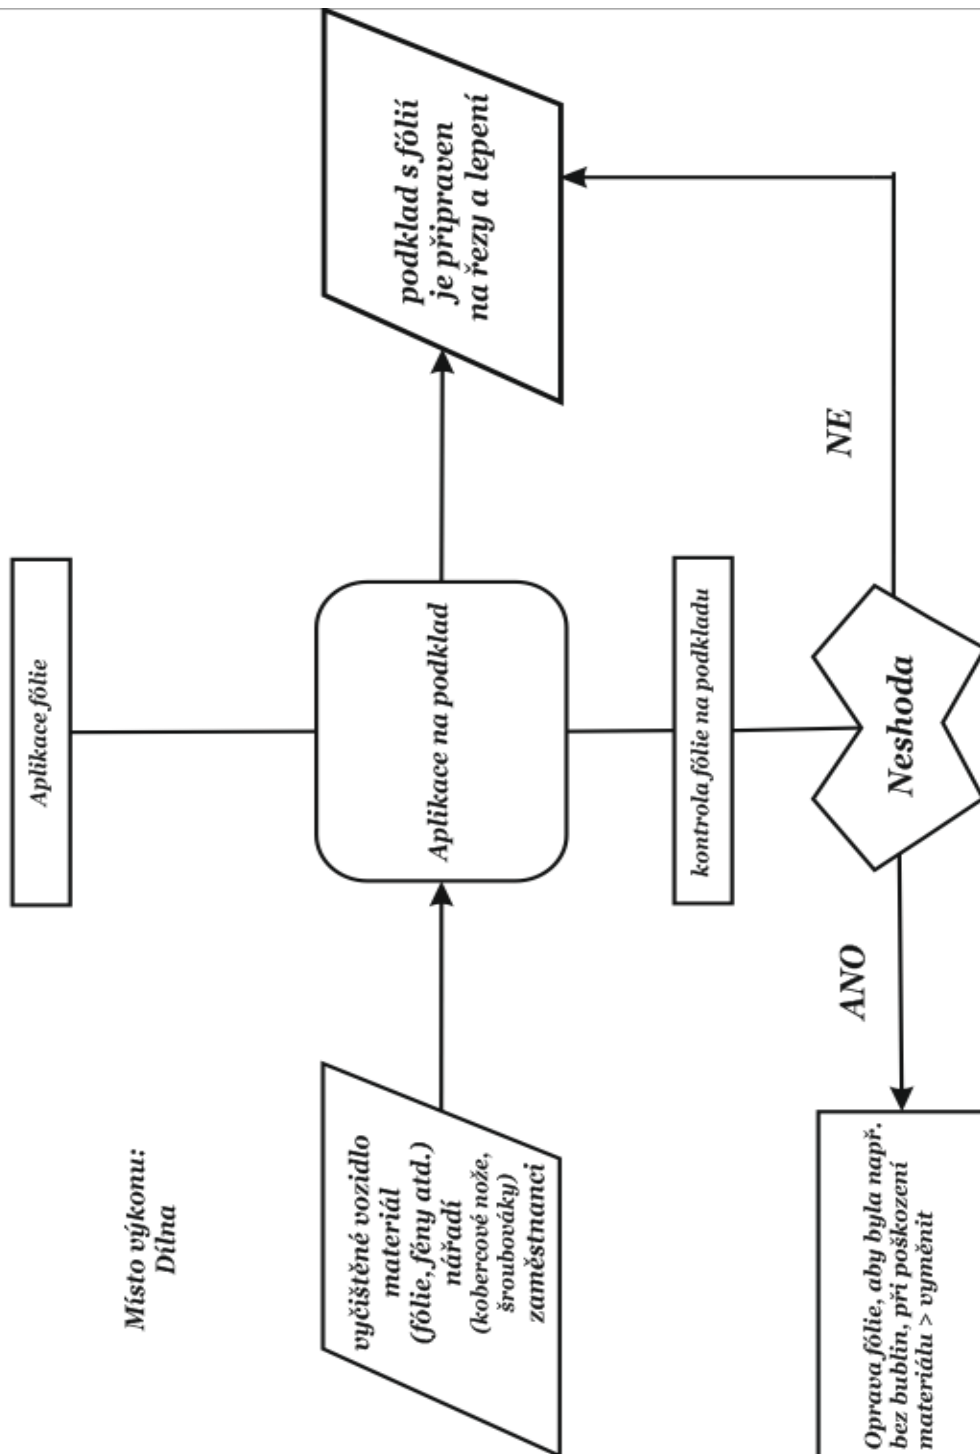 Místo výkonu:
Dílna
Aplikace fólie
vyčištěné vozidlo
materiál
(fólie, fény atd.)
nářadí
(kobercové nože,
šroubováky)
zaměstnanci
Aplikace na podklad
podklad s fólií
je připraven
na řezy a lepení
kontrola fólie na podkladu
ANO
Neshoda
NE
Oprava fólie, aby byla např.
bez bublin, při poškození
materiálu > vyměnit